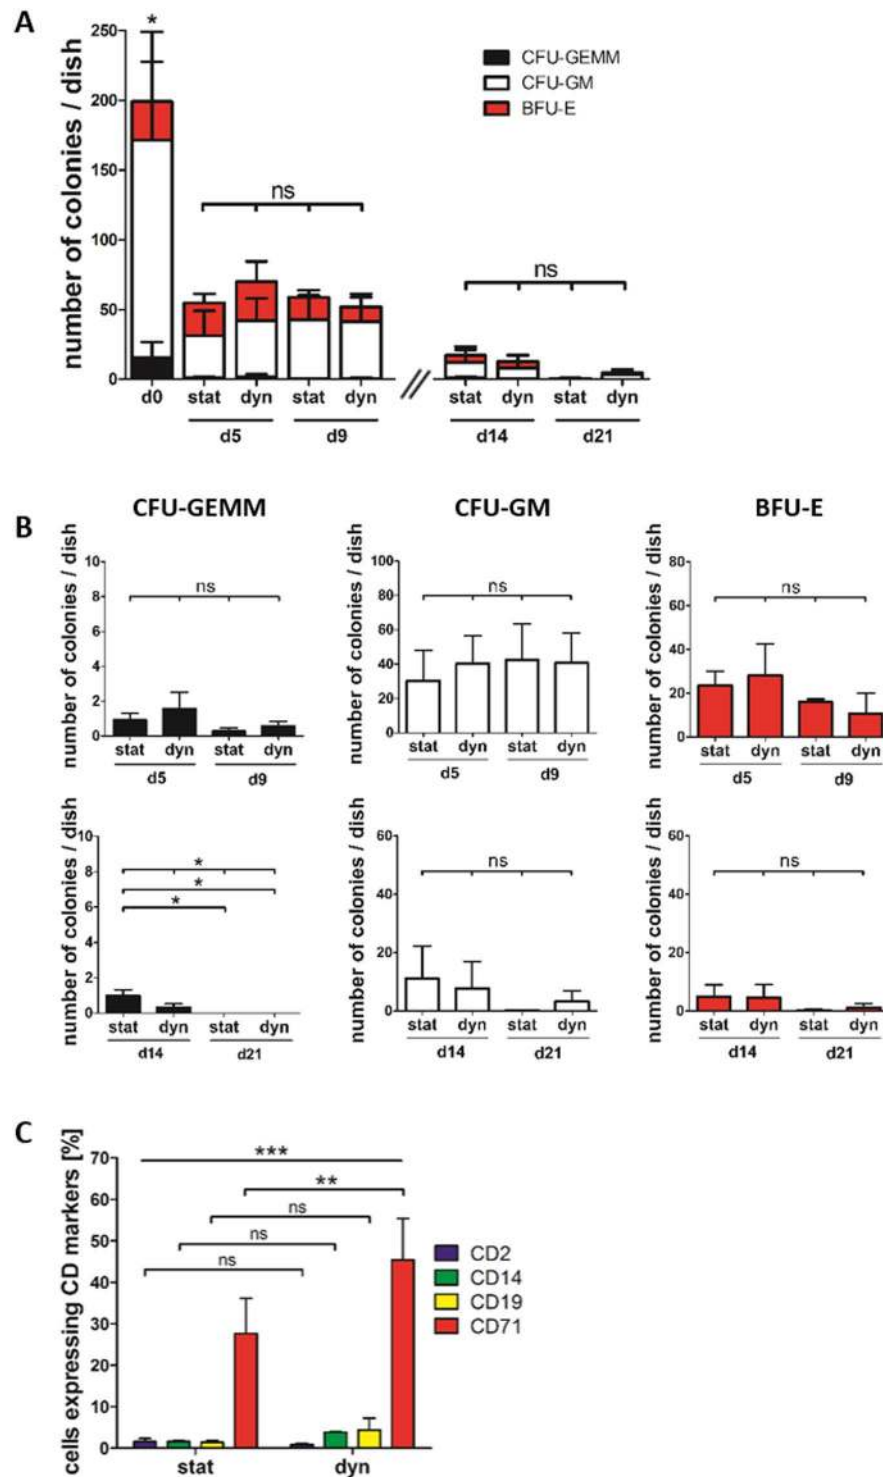 A
number of colonies / dish
250
200
150
100
50
0
*
ns
ns
CFU-GEMM
CFU-GM
BFU-E
d0 stat dyn stat dyn stat dyn stat dyn
d5 d9 d14 d21
B
CFU-GEMM CFU-GM BFU-E
number of colonies / dish
10
8
6
4
2
0
ns
stat dyn stat dyn
d5 d9
number of colonies / dish
100
80
60
40
20
0
ns
stat dyn stat dyn
d5 d9
number of colonies / dish
80
60
40
20
0
ns
stat dyn stat dyn
d5 d9
number of colonies / dish
10
8
6
4
2
0
*
*
*
stat dyn stat dyn
d14 d21
number of colonies / dish
60
40
20
0
ns
stat dyn stat dyn
d14 d21
number of colonies / dish
60
40
20
0
ns
stat dyn stat dyn
d14 d21
C
cells expressing CD markers [%]
70
60
50
40
30
20
10
0
***
**
ns
ns
ns
CD2
CD14
CD19
CD71
stat dyn